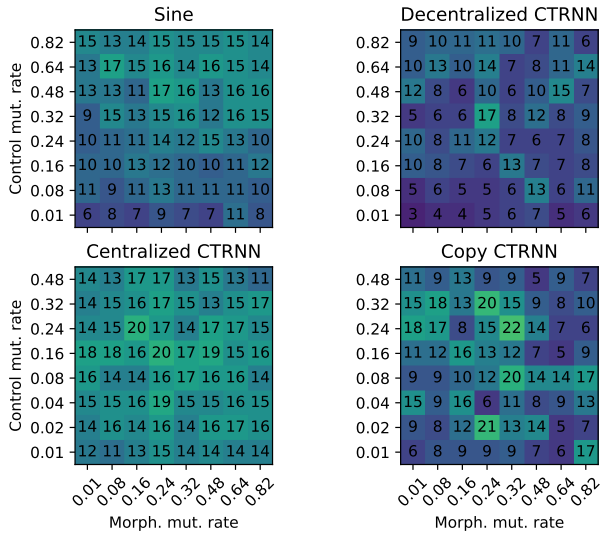 Sine
Decentralized CTRNN
Control mut. rate
0.82 15 13 14 15 15 15 15 14
0.64 13 17 15 16 14 16 15 14
0.48 13 13 11 17 16 13 16 16
0.32 9 15 13 15 16 12 16 15
0.24 10 11 11 14 12 15 13 10
0.16 10 10 13 12 10 10 11 12
0.08 11 9 11 13 11 11 11 10
0.01 6 8 7 9 7 7 11 8
9 10 11 11 10 7 11 6
10 13 10 14 7 8 11 14
12 8 6 10 6 10 15 7
5 6 6 17 8 12 8 9
10 8 11 12 7 6 7 8
10 8 7 6 13 7 7 8
5 6 5 5 6 13 6 11
3 4 4 5 6 7 5 6
Centralized CTRNN
Copy CTRNN
Control mut. rate
0.48 14 13 17 17 15 15 13 11
0.32 14 15 16 17 15 13 15 17
0.24 14 15 20 17 14 17 17 15
0.16 18 18 16 20 17 19 15 16
0.08 16 14 14 16 17 17 16 14
0.04 15 15 16 19 15 15 15 15
0.02 14 16 14 16 14 16 17 16
0.01 12 11 13 15 14 14 14 14
11 9 13 9 9 5 9 7
15 18 13 20 15 9 8 10
18 17 8 15 22 14 7 6
11 12 16 13 12 7 5 9
9 9 10 12 20 14 14 17
15 9 16 6 11 8 9 13
9 8 12 21 13 14 5 7
6 8 9 9 9 7 6 17
0.01 0.08 0.16 0.24 0.32 0.48 0.64 0.82
Morph. mut. rate
0.01 0.08 0.16 0.24 0.32 0.48 0.64 0.82
Morph. mut. rate